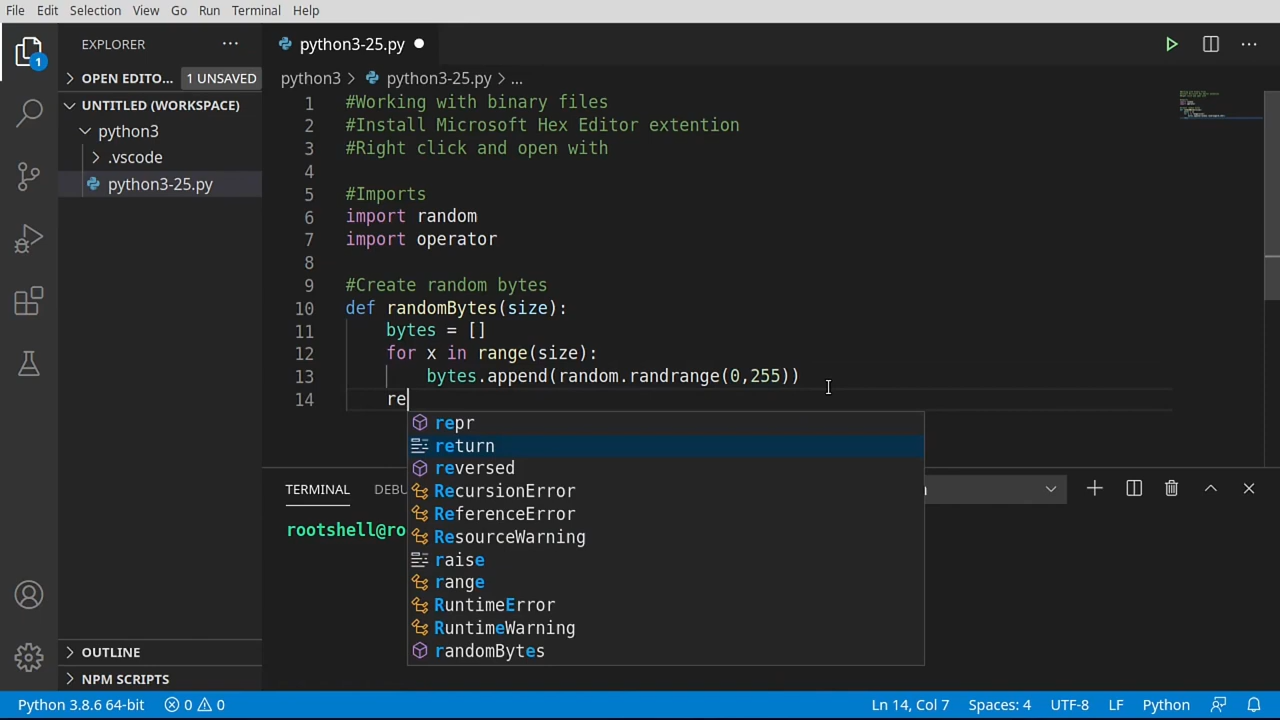 File Edit Selection View Go Run Terminal Help
EXPLORER
python3-25.py
OPEN EDITO... 1 UNSAVED
python3 > python3-25.py > ...
UNTITLED (WORKSPACE)
python3
.vscode
python3-25.py
1 #Working with binary files
2 #Install Microsoft Hex Editor extention
3 #Right click and open with
4
5 #Imports
6 import random
7 import operator
8
9 #Create random bytes
10 def randomBytes(size):
11 bytes = []
12 for x in range(size):
13 bytes.append(random.randrange(0,255))
14 re
repr
return
reversed
RecursionError
ReferenceError
ResourceWarning
raise
range
RuntimeError
RuntimeWarning
randomBytes
TERMINAL DEBU
rootshell@ro
1
OUTLINE
NPM SCRIPTS
Python 3.8.6 64-bit 0 0 Ln 14, Col 7 Spaces: 4 UTF-8 LF Python